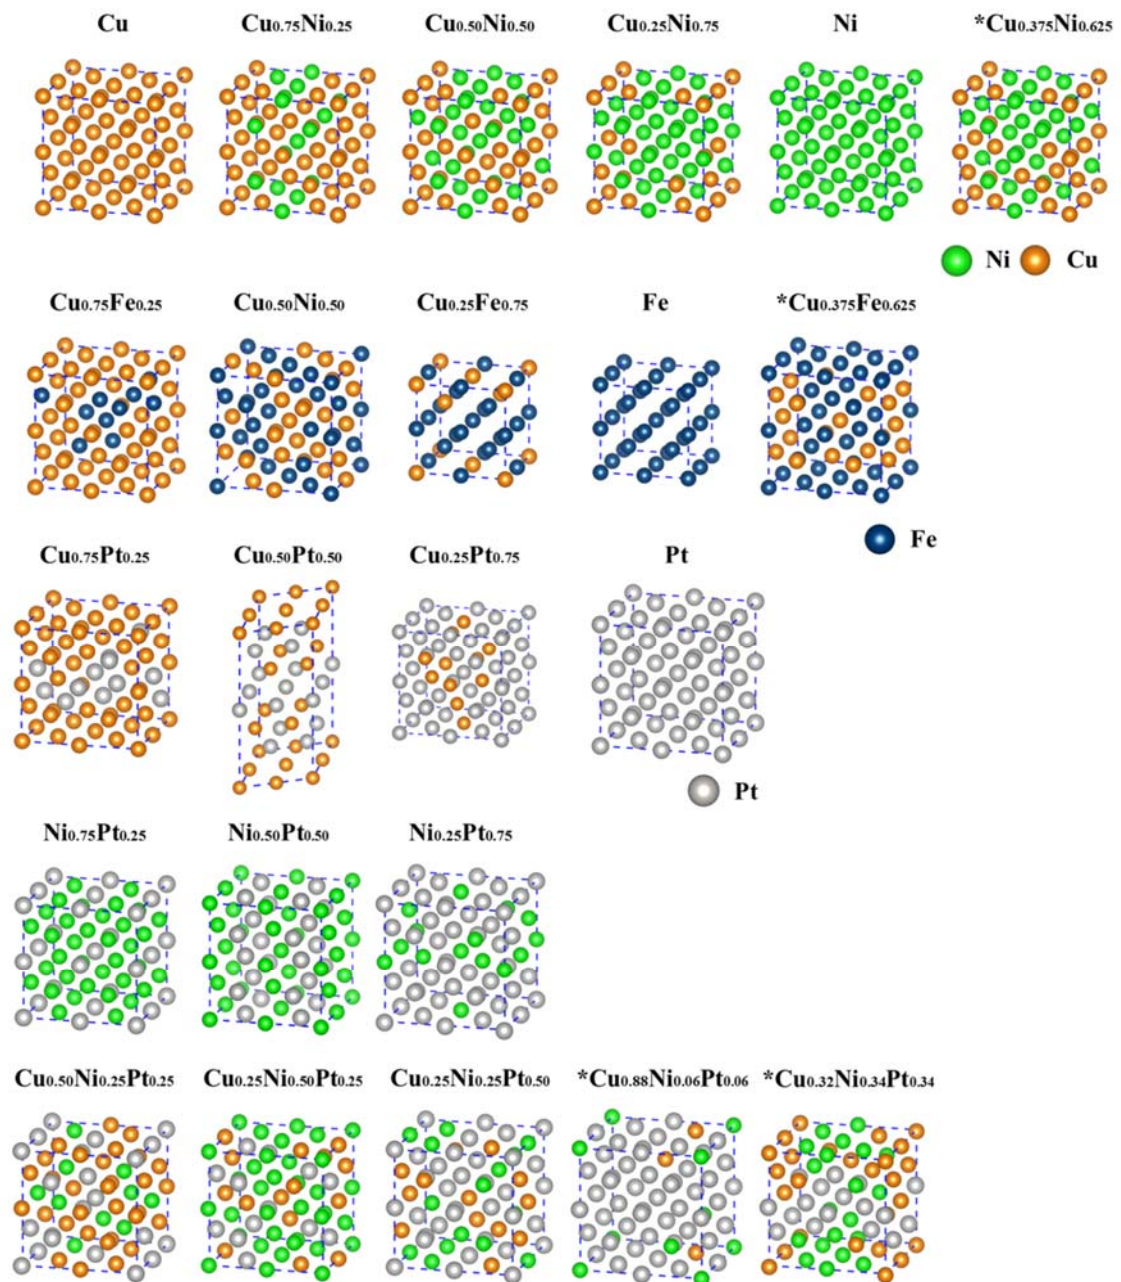 Cu Cu0.75Ni0.25 Cu0.50Ni0.50 Cu0.25Ni0.75 Ni *Cu0.375Ni0.625
Ni Cu
Cu0.75Fe0.25 Cu0.50Ni0.50 Cu0.25Fe0.75 Fe *Cu0.375Fe0.625
Fe
Cu0.75Pt0.25 Cu0.50Pt0.50 Cu0.25Pt0.75 Pt
Pt
Ni0.75Pt0.25 Ni0.50Pt0.50 Ni0.25Pt0.75
Cu0.50Ni0.25Pt0.25 Cu0.25Ni0.50Pt0.25 Cu0.25Ni0.25Pt0.50 *Cu0.88Ni0.06Pt0.06 *Cu0.32Ni0.34Pt0.34